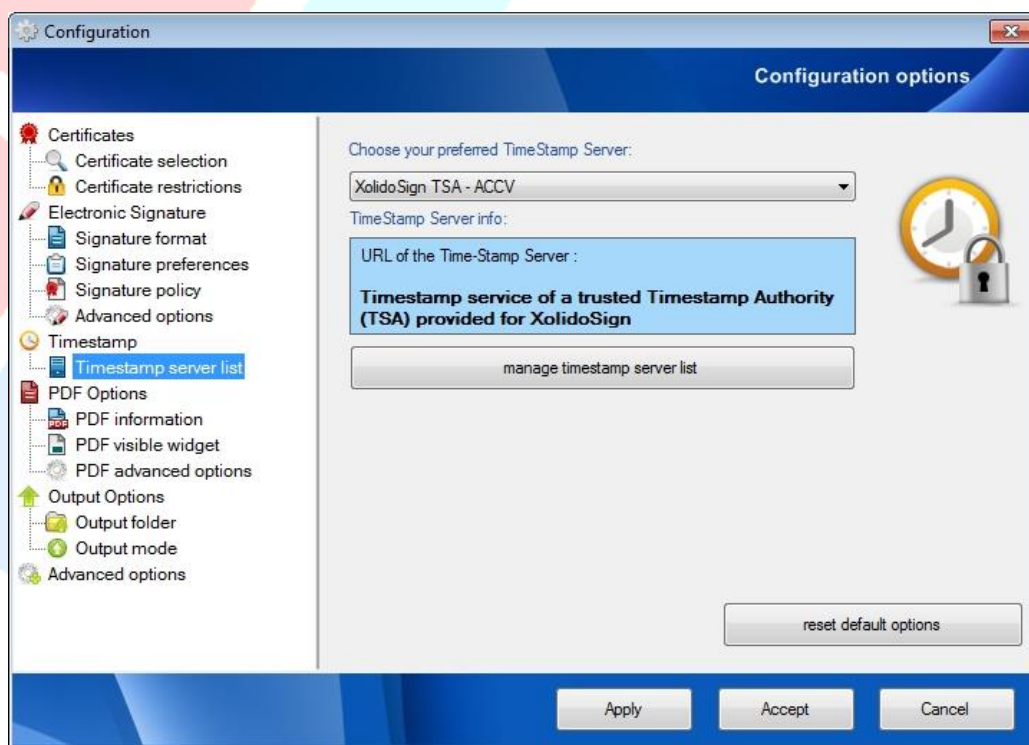 Configuration
Configuration options
Certificates
Certificate selection
Certificate restrictions
Electronic Signature
Signature format
Signature preferences
Signature policy
Advanced options
Timestamp
Timestamp server list
PDF Options
PDF information
PDF visible widget
PDF advanced options
Output Options
Output folder
Output mode
Advanced options
Choose your preferred TimeStamp Server:
XolidoSign TSA - ACCV
TimeStamp Server info:
URL of the Time-Stamp Server :
Timestamp service of a trusted Timestamp Authority
(TSA) provided for XolidoSign
manage timestamp server list
reset default options
Apply
Accept
Cancel